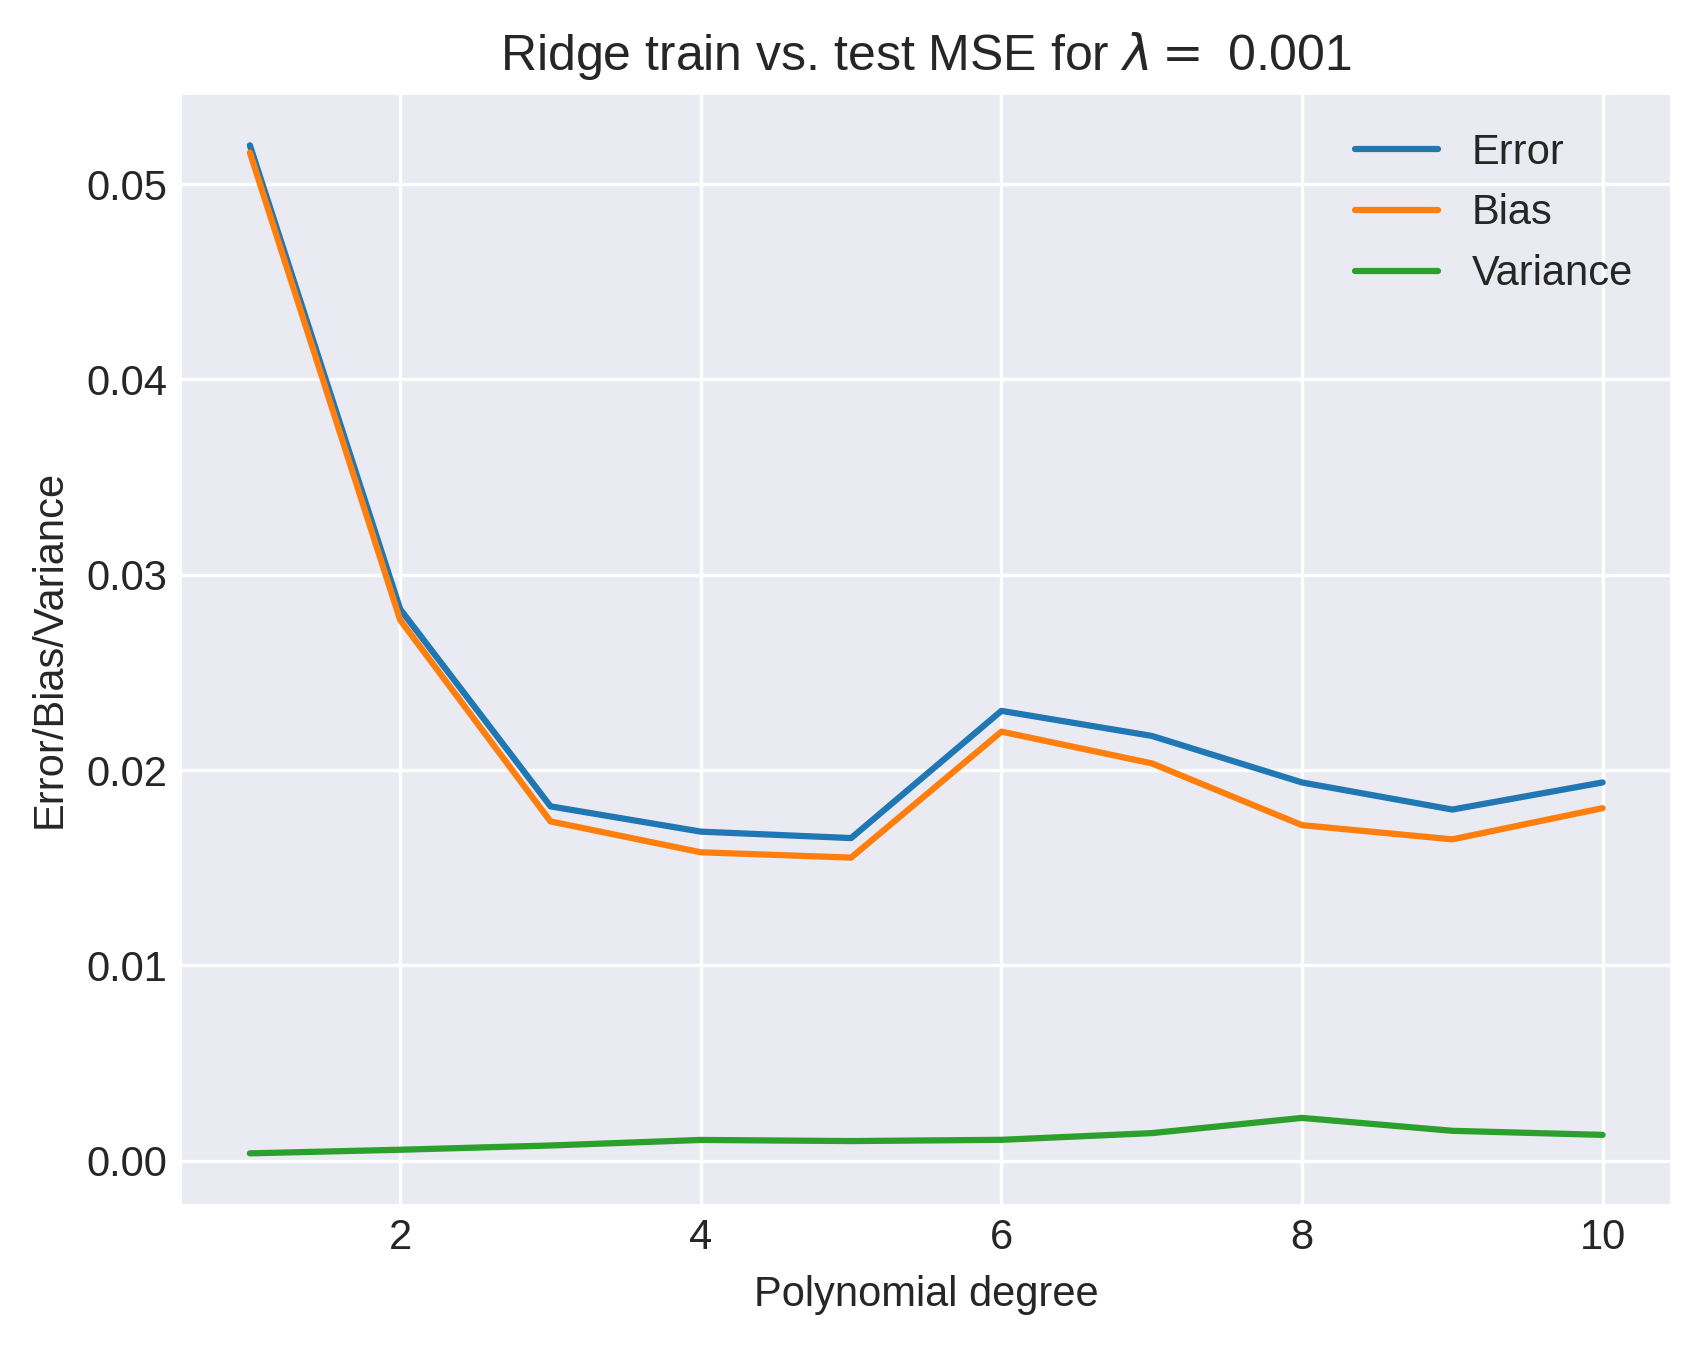 Ridge train vs. test MSE for λ = 0.001
Error
Bias
Variance
0.05
0.04
0.03
0.02
0.01
0.00
Error/Bias/Variance
2 4 6 8 10
Polynomial degree